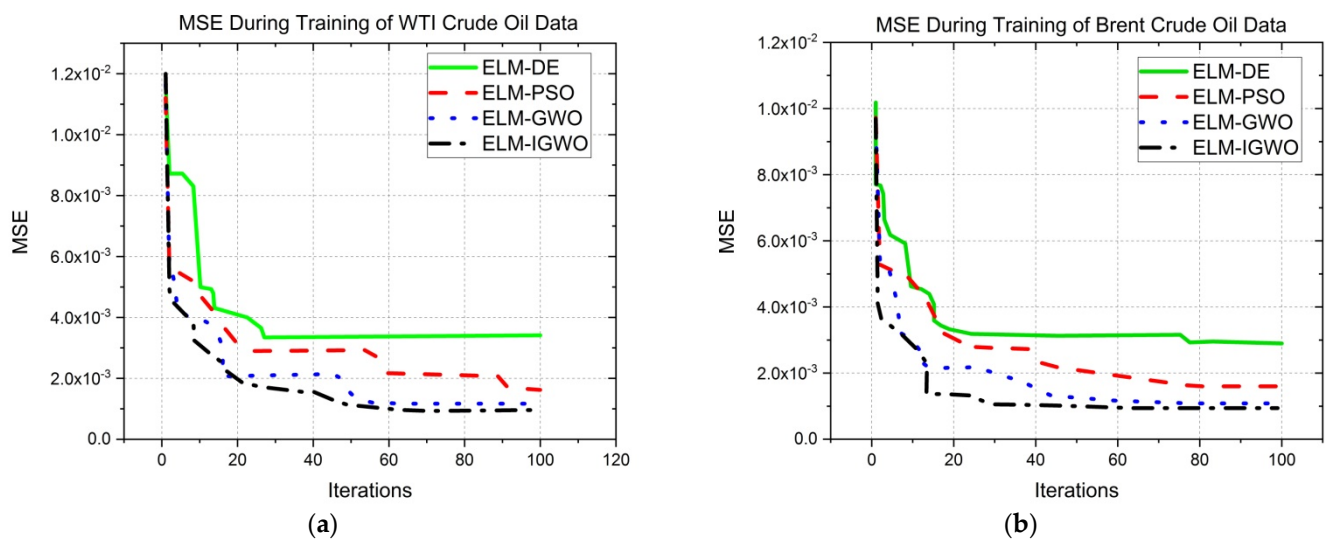 MSE During Training of WTI Crude Oil Data
1.2x10⁻²
1.0x10⁻²
8.0x10⁻³
6.0x10⁻³
4.0x10⁻³
2.0x10⁻³
0.0
MSE
ELM-DE
ELM-PSO
ELM-GWO
ELM-IGWO
0 20 40 60 80 100 120
Iterations
(a)
MSE During Training of Brent Crude Oil Data
1.2x10⁻²
1.0x10⁻²
8.0x10⁻³
6.0x10⁻³
4.0x10⁻³
2.0x10⁻³
0.0
MSE
ELM-DE
ELM-PSO
ELM-GWO
ELM-IGWO
0 20 40 60 80 100
Iterations
(b)